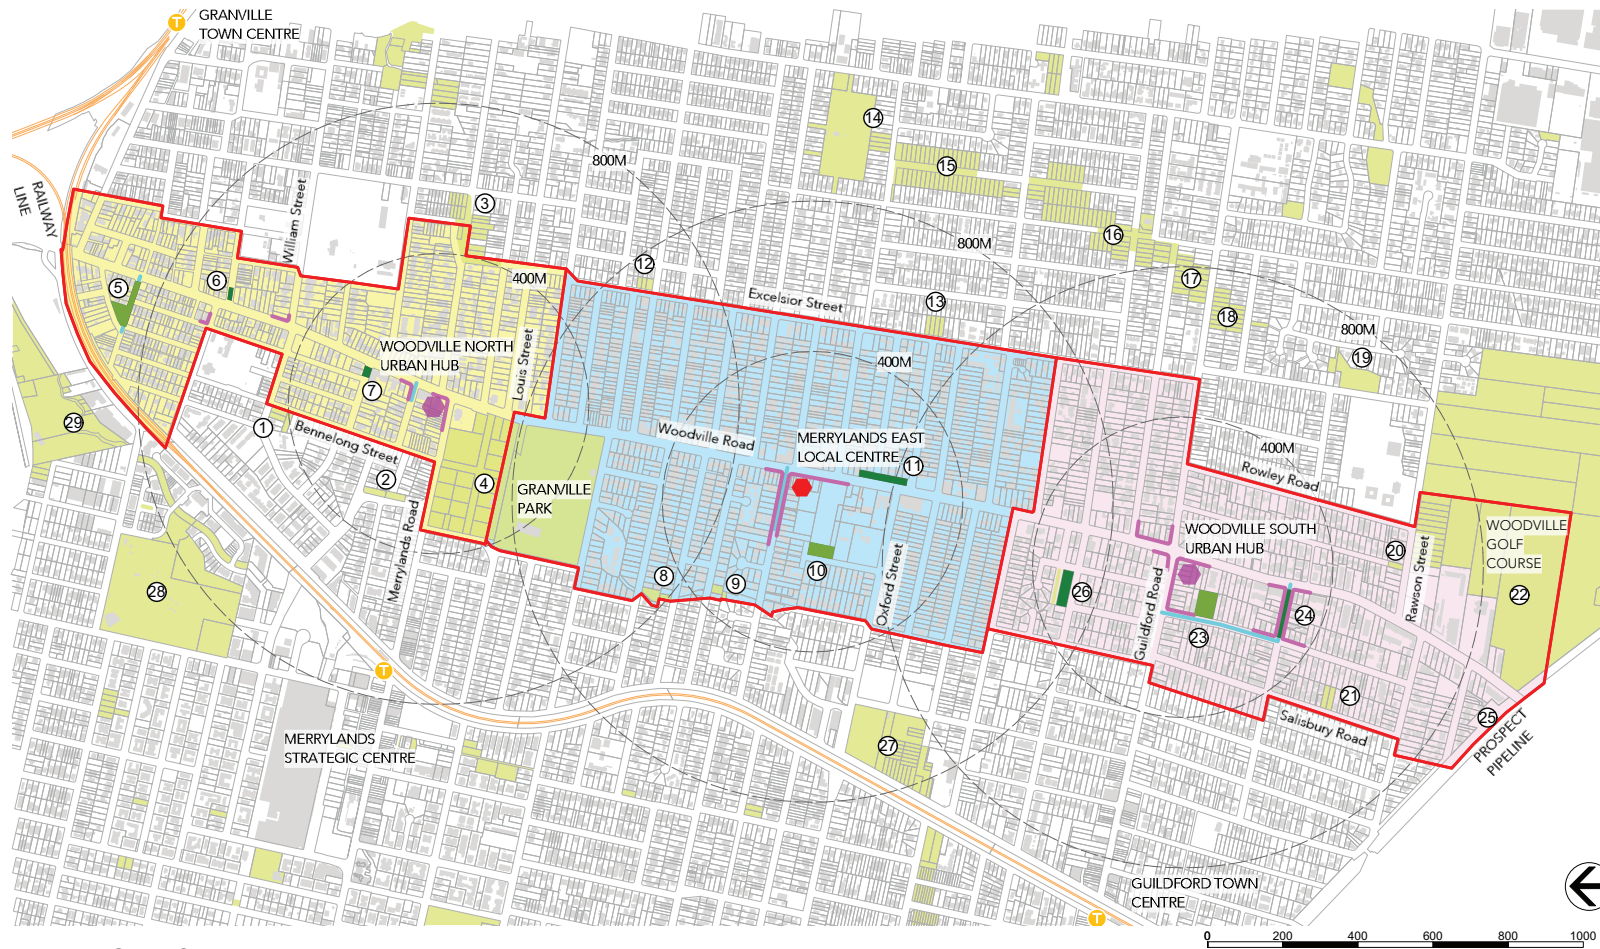 T
GRANVILLE
TOWN CENTRE
14
800M
15
RAILWAY
LINE
William Street
3
16
800M
12
400M
17
5
6
13
Excelsior Street
18
800M
WOODVILLE NORTH
URBAN HUB
Louis Street
400M
19
7
29
1
Bennelong Street
Woodville Road
MERRYLANDS EAST
LOCAL CENTRE
11
400M
Rowley Road
2
4
GRANVILLE
PARK
Merrylands Road
WOODVILLE SOUTH
URBAN HUB
WOODVILLE
GOLF
COURSE
20
28
8
9
10
Oxford Street
26
Guildford Road
23
24
Rawson Street
22
T
21
25
Salisbury Road
PROSPECT
PIPELINE
MERRYLANDS
STRATEGIC CENTRE
27
GUILDFORD TOWN
CENTRE
T
0 200 400 600 800 1000